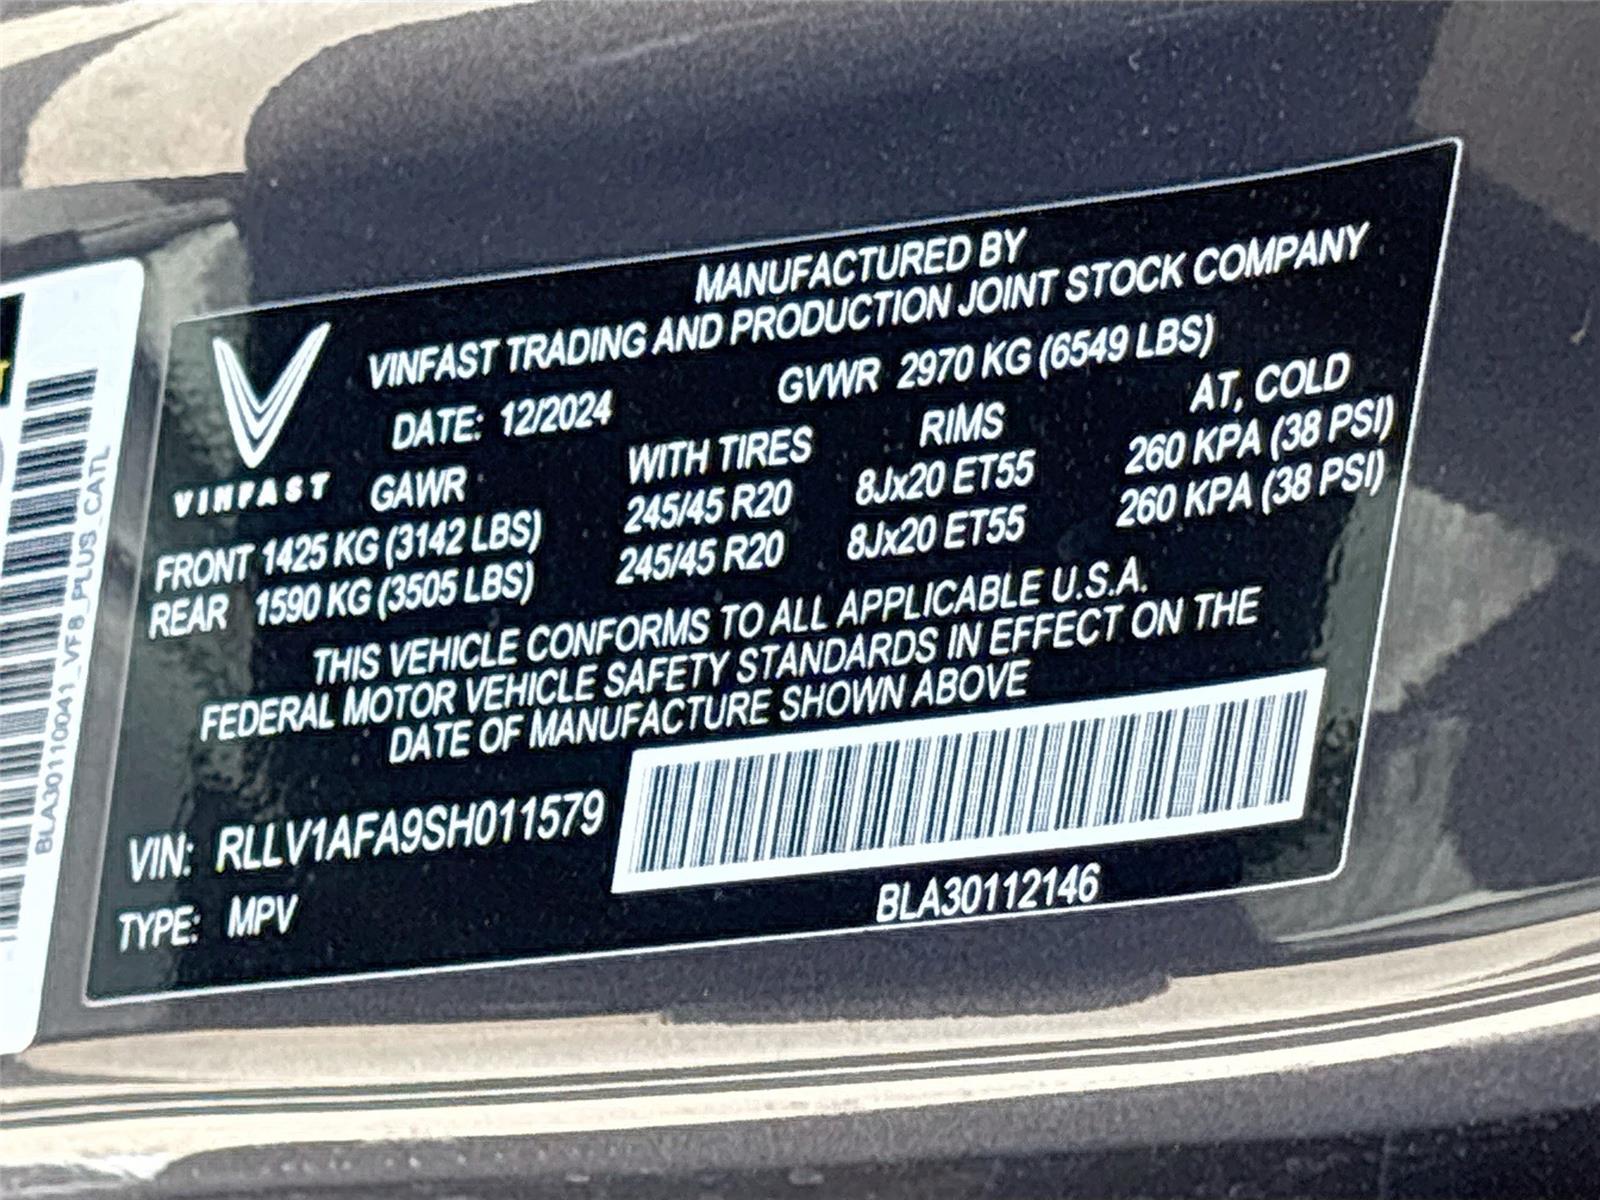 MANUFACTURED BY
VINFAST TRADING AND PRODUCTION JOINT STOCK COMPANY
DATE: 12/2024 GVWR 2970 KG (6549 LBS)
VINFAST GAWR WITH TIRES RIMS AT, COLD
FRONT 1425 KG (3142 LBS) 245/45 R20 8Jx20 ET55 260 KPA (38 PSI)
REAR 1590 KG (3505 LBS) 245/45 R20 8Jx20 ET55 260 KPA (38 PSI)
THIS VEHICLE CONFORMS TO ALL APPLICABLE U.S.A.
FEDERAL MOTOR VEHICLE SAFETY STANDARDS IN EFFECT ON THE
DATE OF MANUFACTURE SHOWN ABOVE
VIN: RLLV1AFA9SH011579
TYPE: MPV
BLA30112146
BLA30110041_VF8_PLUS_CATL